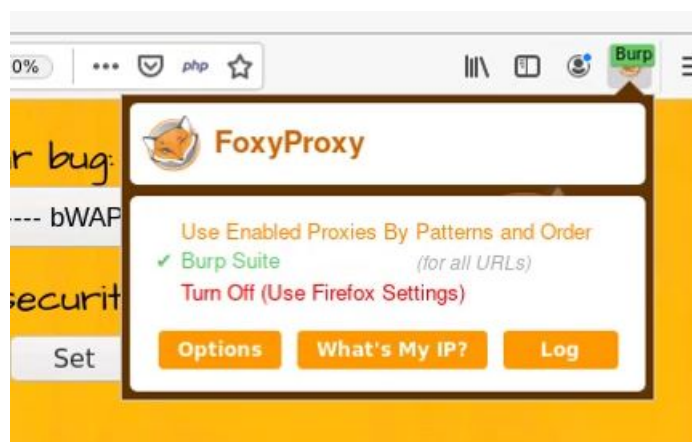 0%
php
Burp
FoxyProxy
r bug:
---- bWAP
Use Enabled Proxies By Patterns and Order
✔ Burp Suite (for all URLs)
Turn Off (Use Firefox Settings)
securit
Set
Options What's My IP? Log